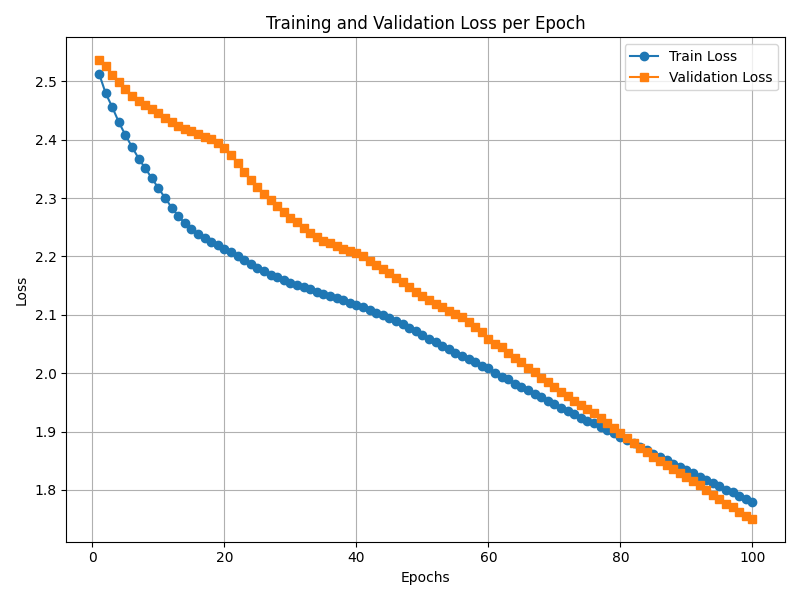 Training and Validation Loss per Epoch
Train Loss
Validation Loss
Loss
2.5
2.4
2.3
2.2
2.1
2.0
1.9
1.8
0 20 40 60 80 100
Epochs